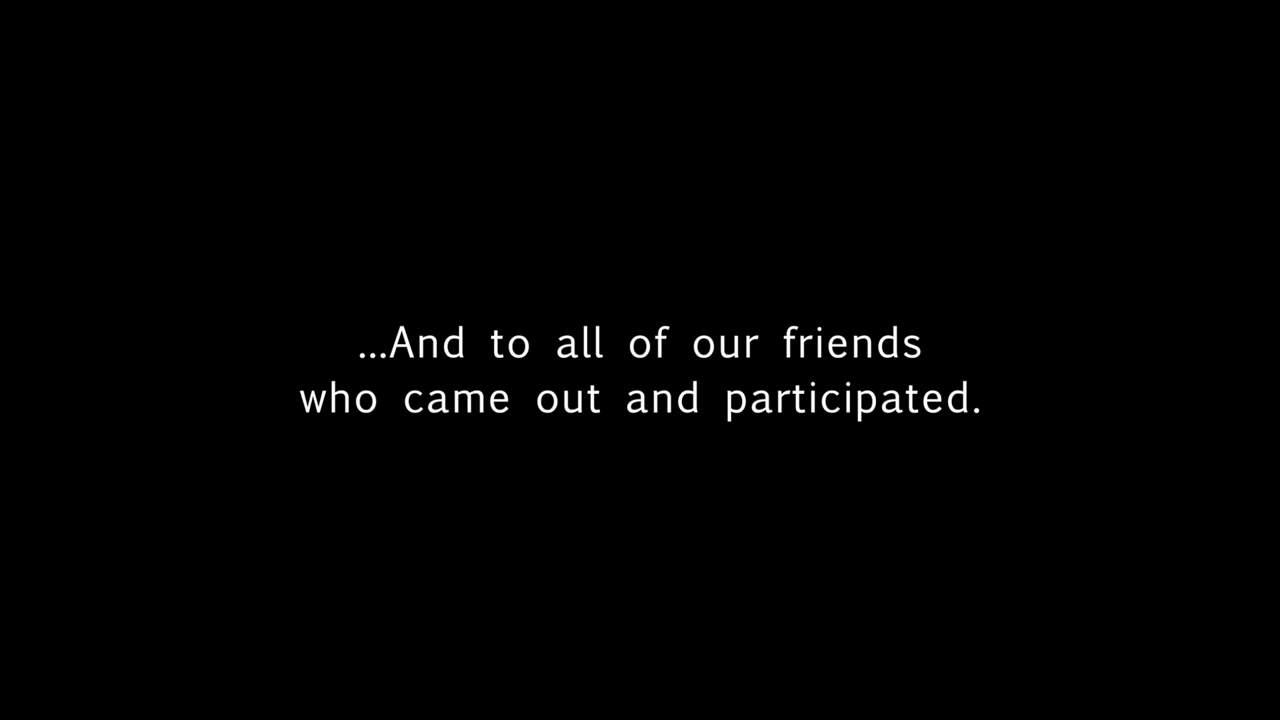 ...And to all of our friends
who came out and participated.